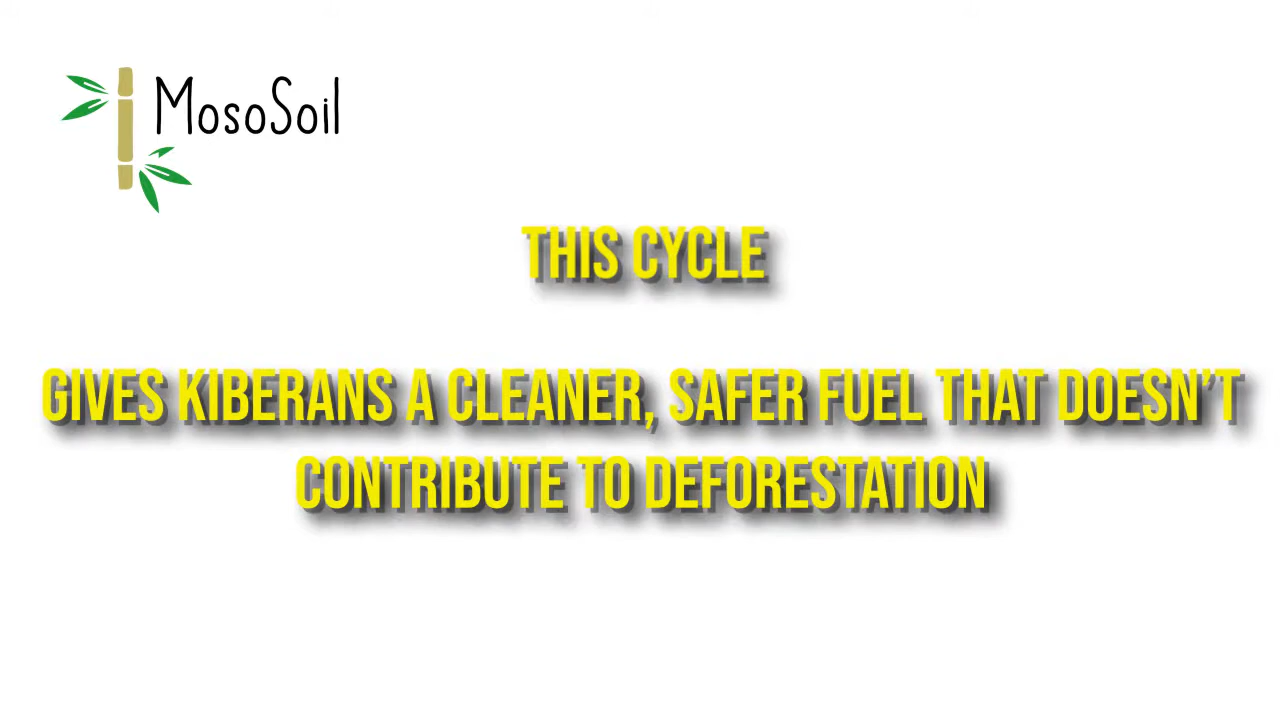 MosoSoil
THIS CYCLE
GIVES KIBERANS A CLEANER, SAFER FUEL THAT DOESN'T
CONTRIBUTE TO DEFORESTATION